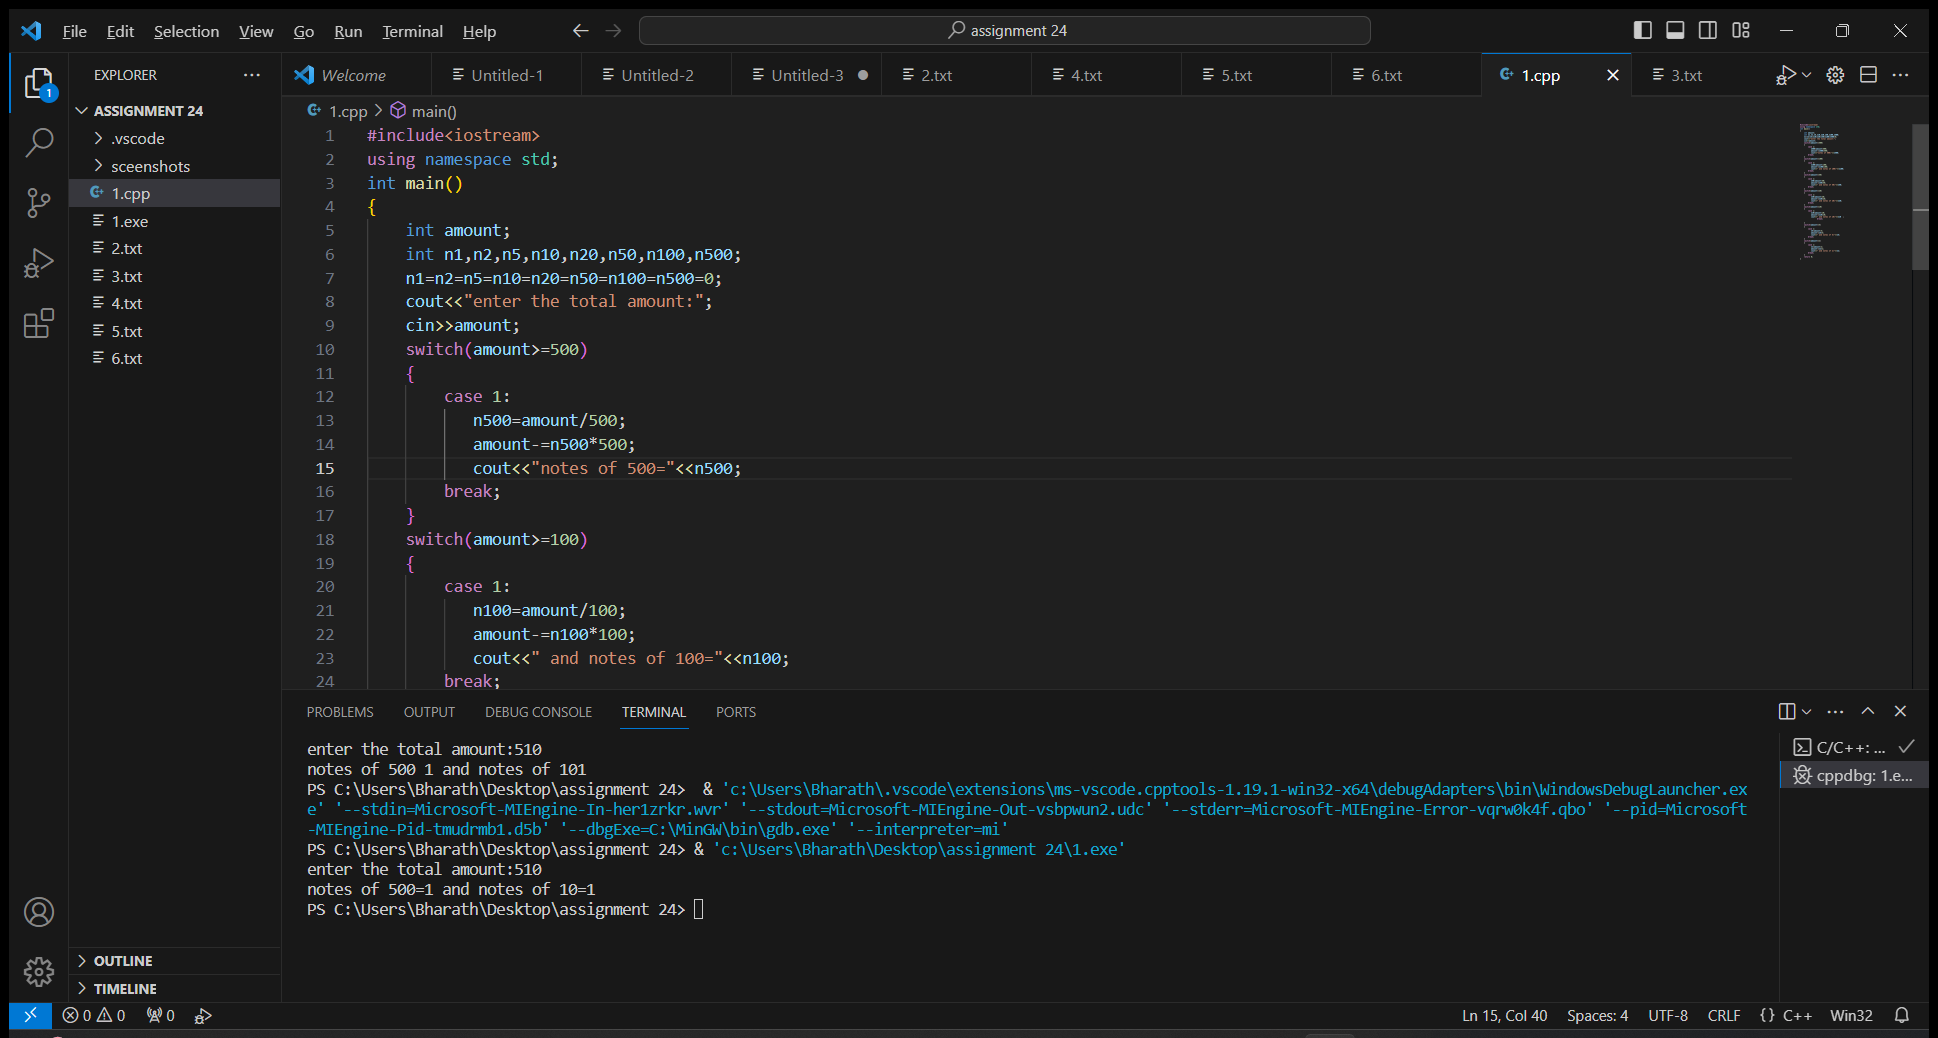 File Edit Selection View Go Run Terminal Help
assignment 24
EXPLORER
Welcome
Untitled-1
Untitled-2
Untitled-3
2.txt
4.txt
5.txt
6.txt
1.cpp
3.txt
1
ASSIGNMENT 24
.vscode
sceenshots
1.cpp
1.exe
2.txt
3.txt
4.txt
5.txt
6.txt
1.cpp > main()
1 #include<iostream>
2 using namespace std;
3 int main()
4 {
5 int amount;
6 int n1,n2,n5,n10,n20,n50,n100,n500;
7 n1=n2=n5=n10=n20=n50=n100=n500=0;
8 cout<<"enter the total amount:";
9 cin>>amount;
10 switch(amount>=500)
11 {
12 case 1:
13 n500=amount/500;
14 amount-=n500*500;
15 cout<<"notes of 500="<<n500;
16 break;
17 }
18 switch(amount>=100)
19 {
20 case 1:
21 n100=amount/100;
22 amount-=n100*100;
23 cout<<" and notes of 100="<<n100;
24 break;
PROBLEMS OUTPUT DEBUG CONSOLE TERMINAL PORTS
enter the total amount:510
notes of 500 1 and notes of 101
PS C:\Users\Bharath\Desktop\assignment 24>  & 'c:\Users\Bharath\.vscode\extensions\ms-vscode.cpptools-1.19.1-win32-x64\debugAdapters\bin\WindowsDebugLauncher.ex
e' '--stdin=Microsoft-MIEngine-In-her1zrkr.wvr' '--stdout=Microsoft-MIEngine-Out-vsbpwun2.udc' '--stderr=Microsoft-MIEngine-Error-vqrw0k4f.qbo' '--pid=Microsoft
-MIEngine-Pid-tmudrmb1.d5b' '--dbgExe=C:\MinGW\bin\gdb.exe' '--interpreter=mi'
PS C:\Users\Bharath\Desktop\assignment 24> & 'c:\Users\Bharath\Desktop\assignment 24\1.exe'
enter the total amount:510
notes of 500=1 and notes of 10=1
PS C:\Users\Bharath\Desktop\assignment 24>
C/C++: ...
cppdbg: 1.e...
OUTLINE
TIMELINE
0 0 0
Ln 15, Col 40 Spaces: 4 UTF-8 CRLF {} C++ Win32